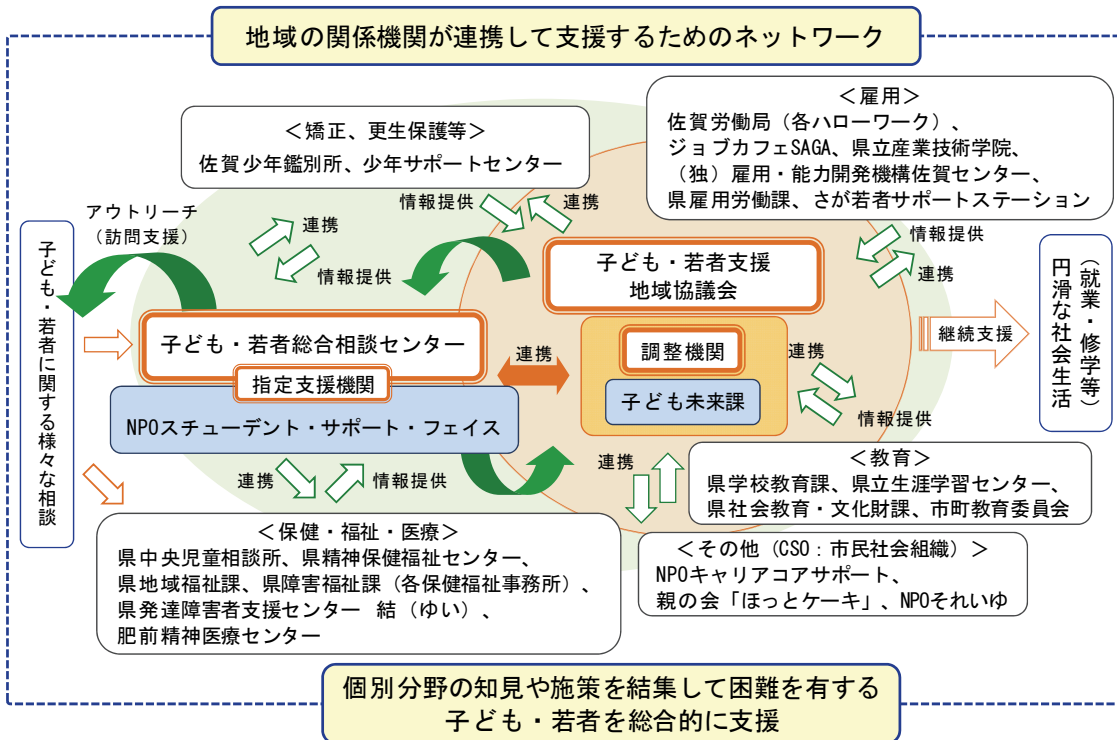 地域の関係機関が連携して支援するためのネットワーク
＜矯正、更生保護等＞
佐賀少年鑑別所、少年サポートセンター
＜雇用＞
佐賀労働局（各ハローワーク）、
ジョブカフェSAGA、県立産業技術学院、
（独）雇用・能力開発機構佐賀センター、
県雇用労働課、さが若者サポートステーション
アウトリーチ
（訪問支援）
連携
情報提供
情報提供
連携
情報提供
連携
子ども・若者に関する様々な相談
子ども・若者総合相談センター
指定支援機関
NPOスチューデント・サポート・フェイス
連携
子ども・若者支援
地域協議会
調整機関
子ども未来課
連携
情報提供
継続支援
円滑な社会生活
（就業・修学等）
連携
情報提供
連携
＜教育＞
県学校教育課、県立生涯学習センター、
県社会教育・文化財課、市町教育委員会
＜保健・福祉・医療＞
県中央児童相談所、県精神保健福祉センター、
県地域福祉課、県障害福祉課（各保健福祉事務所）、
県発達障害者支援センター　結（ゆい）、
肥前精神医療センター
＜その他（CSO：市民社会組織）＞
NPOキャリアコアサポート、
親の会「ほっとケーキ」、NPOそれいゆ
個別分野の知見や施策を結集して困難を有する
子ども・若者を総合的に支援